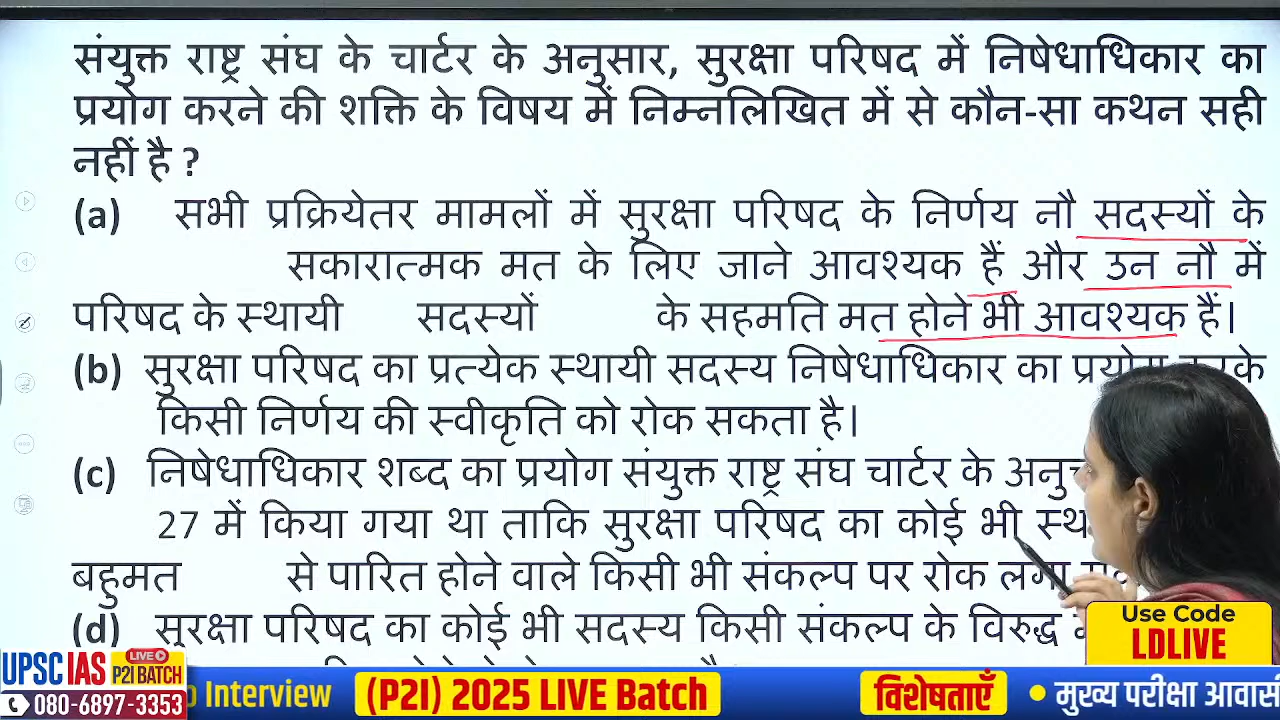 संयुक्त राष्ट्र संघ के चार्टर के अनुसार, सुरक्षा परिषद में निषेधाधिकार का
प्रयोग करने की शक्ति के विषय में निम्नलिखित में से कौन-सा कथन सही
नहीं है ?
(a) सभी प्रक्रियेतर मामलों में सुरक्षा परिषद के निर्णय नौ सदस्यों के
सकारात्मक मत के लिए जाने आवश्यक हैं और उन नौ में
परिषद के स्थायी सदस्यों के सहमति मत होने भी आवश्यक हैं।
(b) सुरक्षा परिषद का प्रत्येक स्थायी सदस्य निषेधाधिकार का प्रयोग करके
किसी निर्णय की स्वीकृति को रोक सकता है।
(c) निषेधाधिकार शब्द का प्रयोग संयुक्त राष्ट्र संघ चार्टर के
27 में किया गया था ताकि सुरक्षा परिषद का कोई भी
बहुमत से पारित होने वाले किसी भी संकल्प पर रोक लगा
(d) सुरक्षा परिषद का कोई भी सदस्य किसी संकल्प के विरुद्ध
Use Code
LDLIVE
UPSC IAS LIVE P2I BATCH
080-6897-3353
Interview (P2I) 2025 LIVE Batch विशेषताएँ • मुख्य परीक्षा